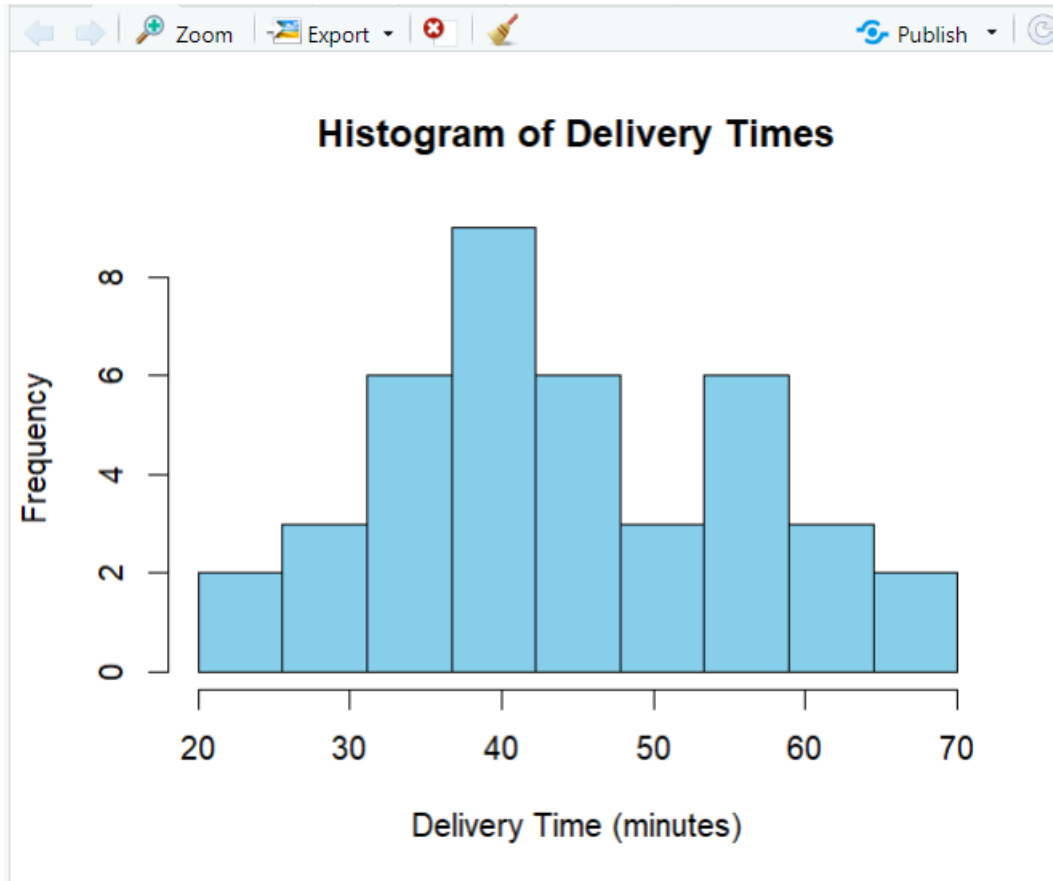 Zoom Export Publish
Histogram of Delivery Times
Frequency
8
6
4
2
0
20 30 40 50 60 70
Delivery Time (minutes)